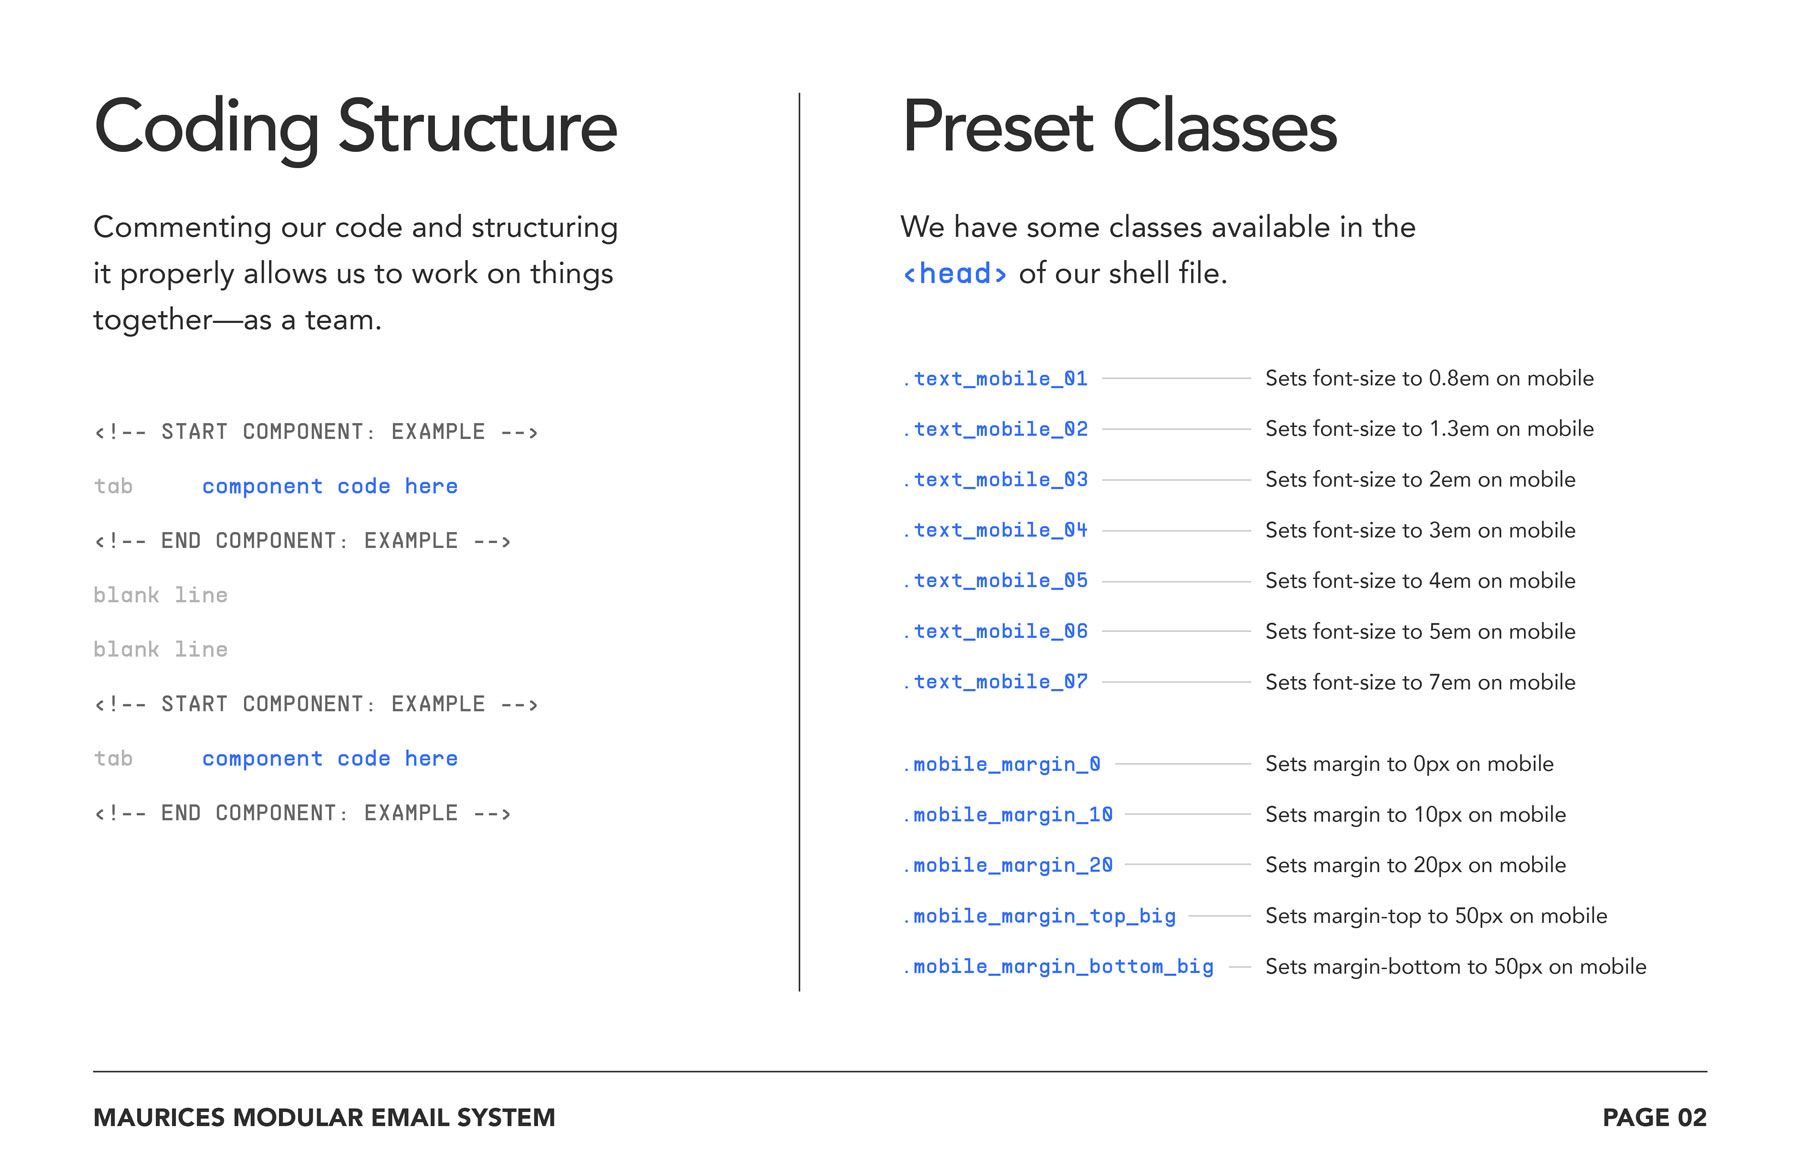 Coding Structure
Commenting our code and structuring
it properly allows us to work on things
together—as a team.
<!-- START COMPONENT: EXAMPLE -->
tab component code here
<!-- END COMPONENT: EXAMPLE -->
blank line
blank line
<!-- START COMPONENT: EXAMPLE -->
tab component code here
<!-- END COMPONENT: EXAMPLE -->
Preset Classes
We have some classes available in the
<head> of our shell file.
.text_mobile_01 Sets font-size to 0.8em on mobile
.text_mobile_02 Sets font-size to 1.3em on mobile
.text_mobile_03 Sets font-size to 2em on mobile
.text_mobile_04 Sets font-size to 3em on mobile
.text_mobile_05 Sets font-size to 4em on mobile
.text_mobile_06 Sets font-size to 5em on mobile
.text_mobile_07 Sets font-size to 7em on mobile
.mobile_margin_0 Sets margin to 0px on mobile
.mobile_margin_10 Sets margin to 10px on mobile
.mobile_margin_20 Sets margin to 20px on mobile
.mobile_margin_top_big Sets margin-top to 50px on mobile
.mobile_margin_bottom_big Sets margin-bottom to 50px on mobile
MAURICES MODULAR EMAIL SYSTEM
PAGE 02